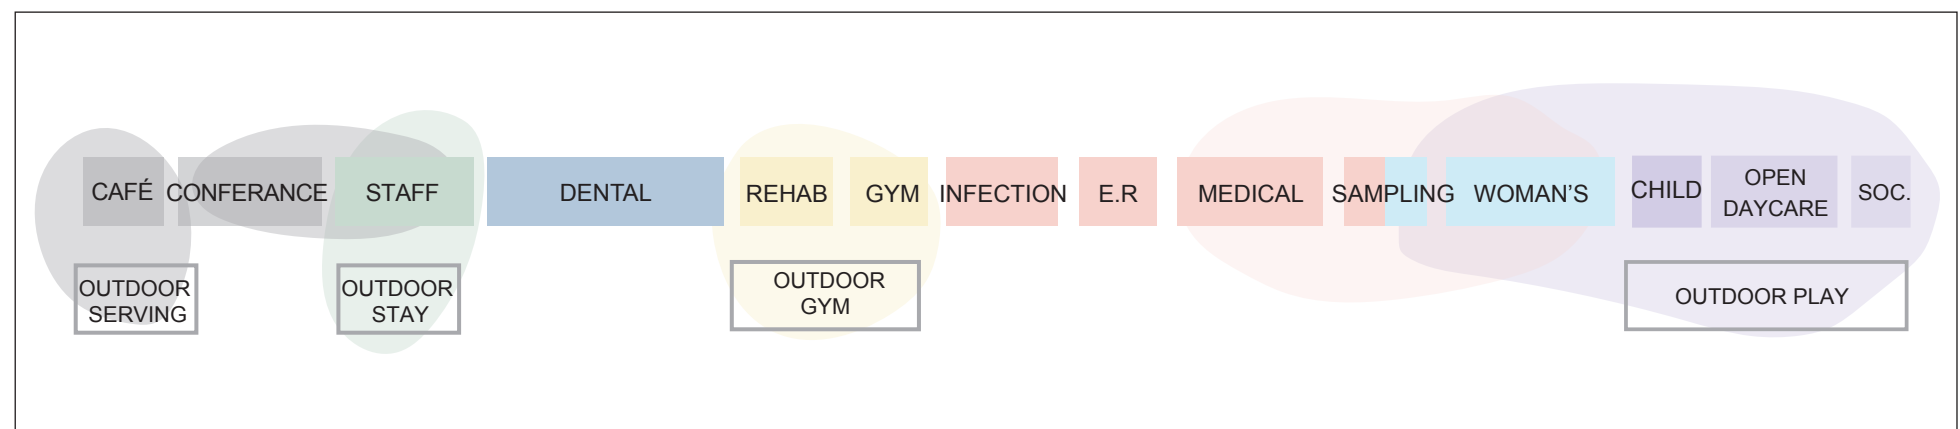 CAFÉ
CONFERANCE
STAFF
DENTAL
REHAB
GYM
INFECTION
E.R
MEDICAL
SAMPLING
WOMAN'S
CHILD
OPEN
DAYCARE
SOC.
OUTDOOR
SERVING
OUTDOOR
STAY
OUTDOOR
GYM
OUTDOOR PLAY